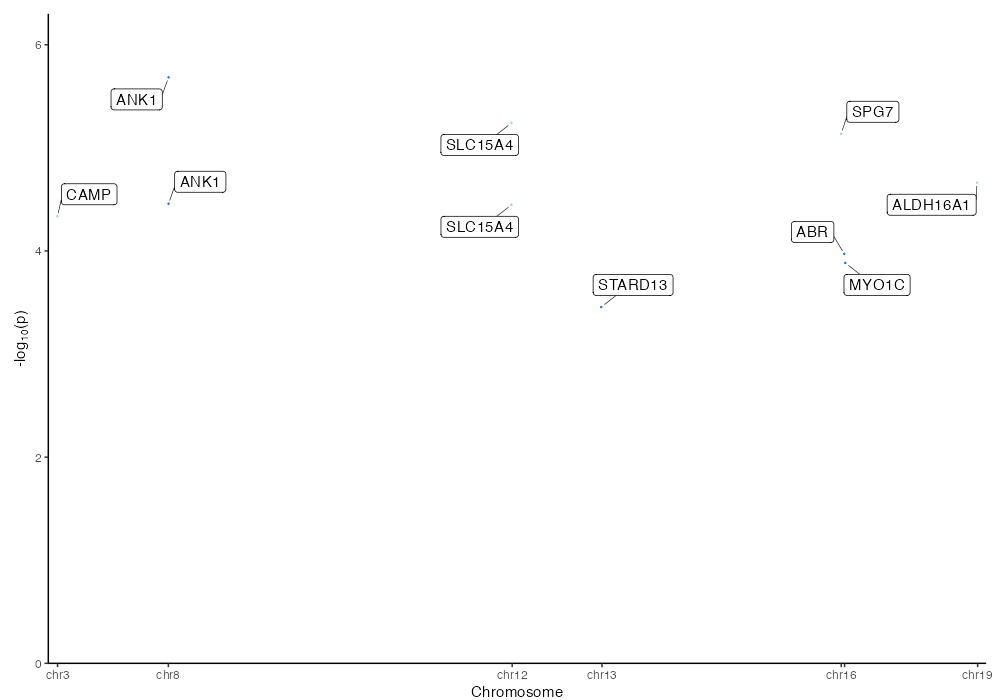 6
ANK1
SPG7
SLC15A4
ANK1
CAMP
ALDH16A1
SLC15A4
ABR
4
STARD13
MYO1C
-log10(p)
2
0
chr3 chr8 chr12 chr13 chr16 chr19
Chromosome